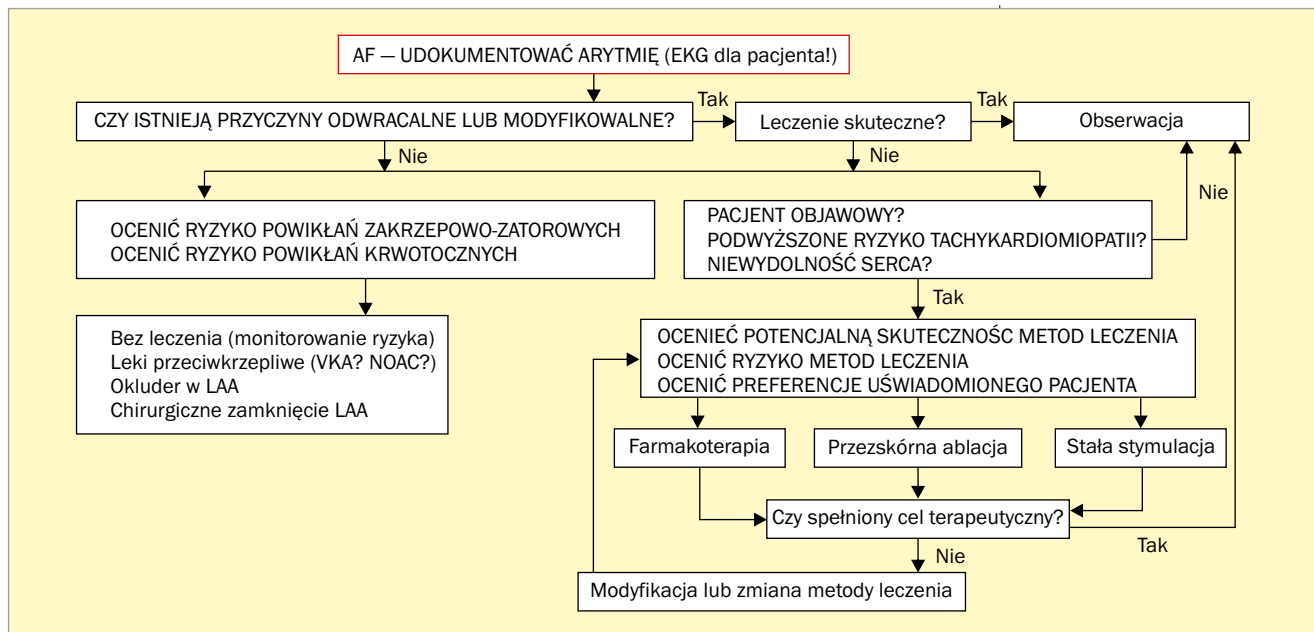 AF — UDOKUMENTOWAĆ ARYTMIĘ (EKG dla pacjenta!)
CZY ISTNIEJĄ PRZYCZYNY ODWRACALNE LUB MODYFIKOWALNE?
Tak
Leczenie skuteczne?
Tak
Obserwacja
Nie
Nie
Nie
OCENIĆ RYZYKO POWIKŁAŃ ZAKRZEPOWO-ZATOROWYCH
OCENIĆ RYZYKO POWIKŁAŃ KRWOTOCZNYCH
PACJENT OBJAWOWY?
PODWYŻSZONE RYZYKO TACHYKARDIOMIOPATII?
NIEWYDOLNOŚĆ SERCA?
Tak
Bez leczenia (monitorowanie ryzyka)
Leki przeciwkrzepliwe (VKA? NOAC?)
Okluder w LAA
Chirurgiczne zamknięcie LAA
OCENIEĆ POTENCJALNĄ SKUTECZNOŚC METOD LECZENIA
OCENIĆ RYZYKO METOD LECZENIA
OCENIĆ PREFERENCJE UŚWIADOMIONEGO PACJENTA
Farmakoterapia
Przezskórna ablacja
Stała stymulacja
Czy spełniony cel terapeutyczny?
Tak
Nie
Modyfikacja lub zmiana metody leczenia